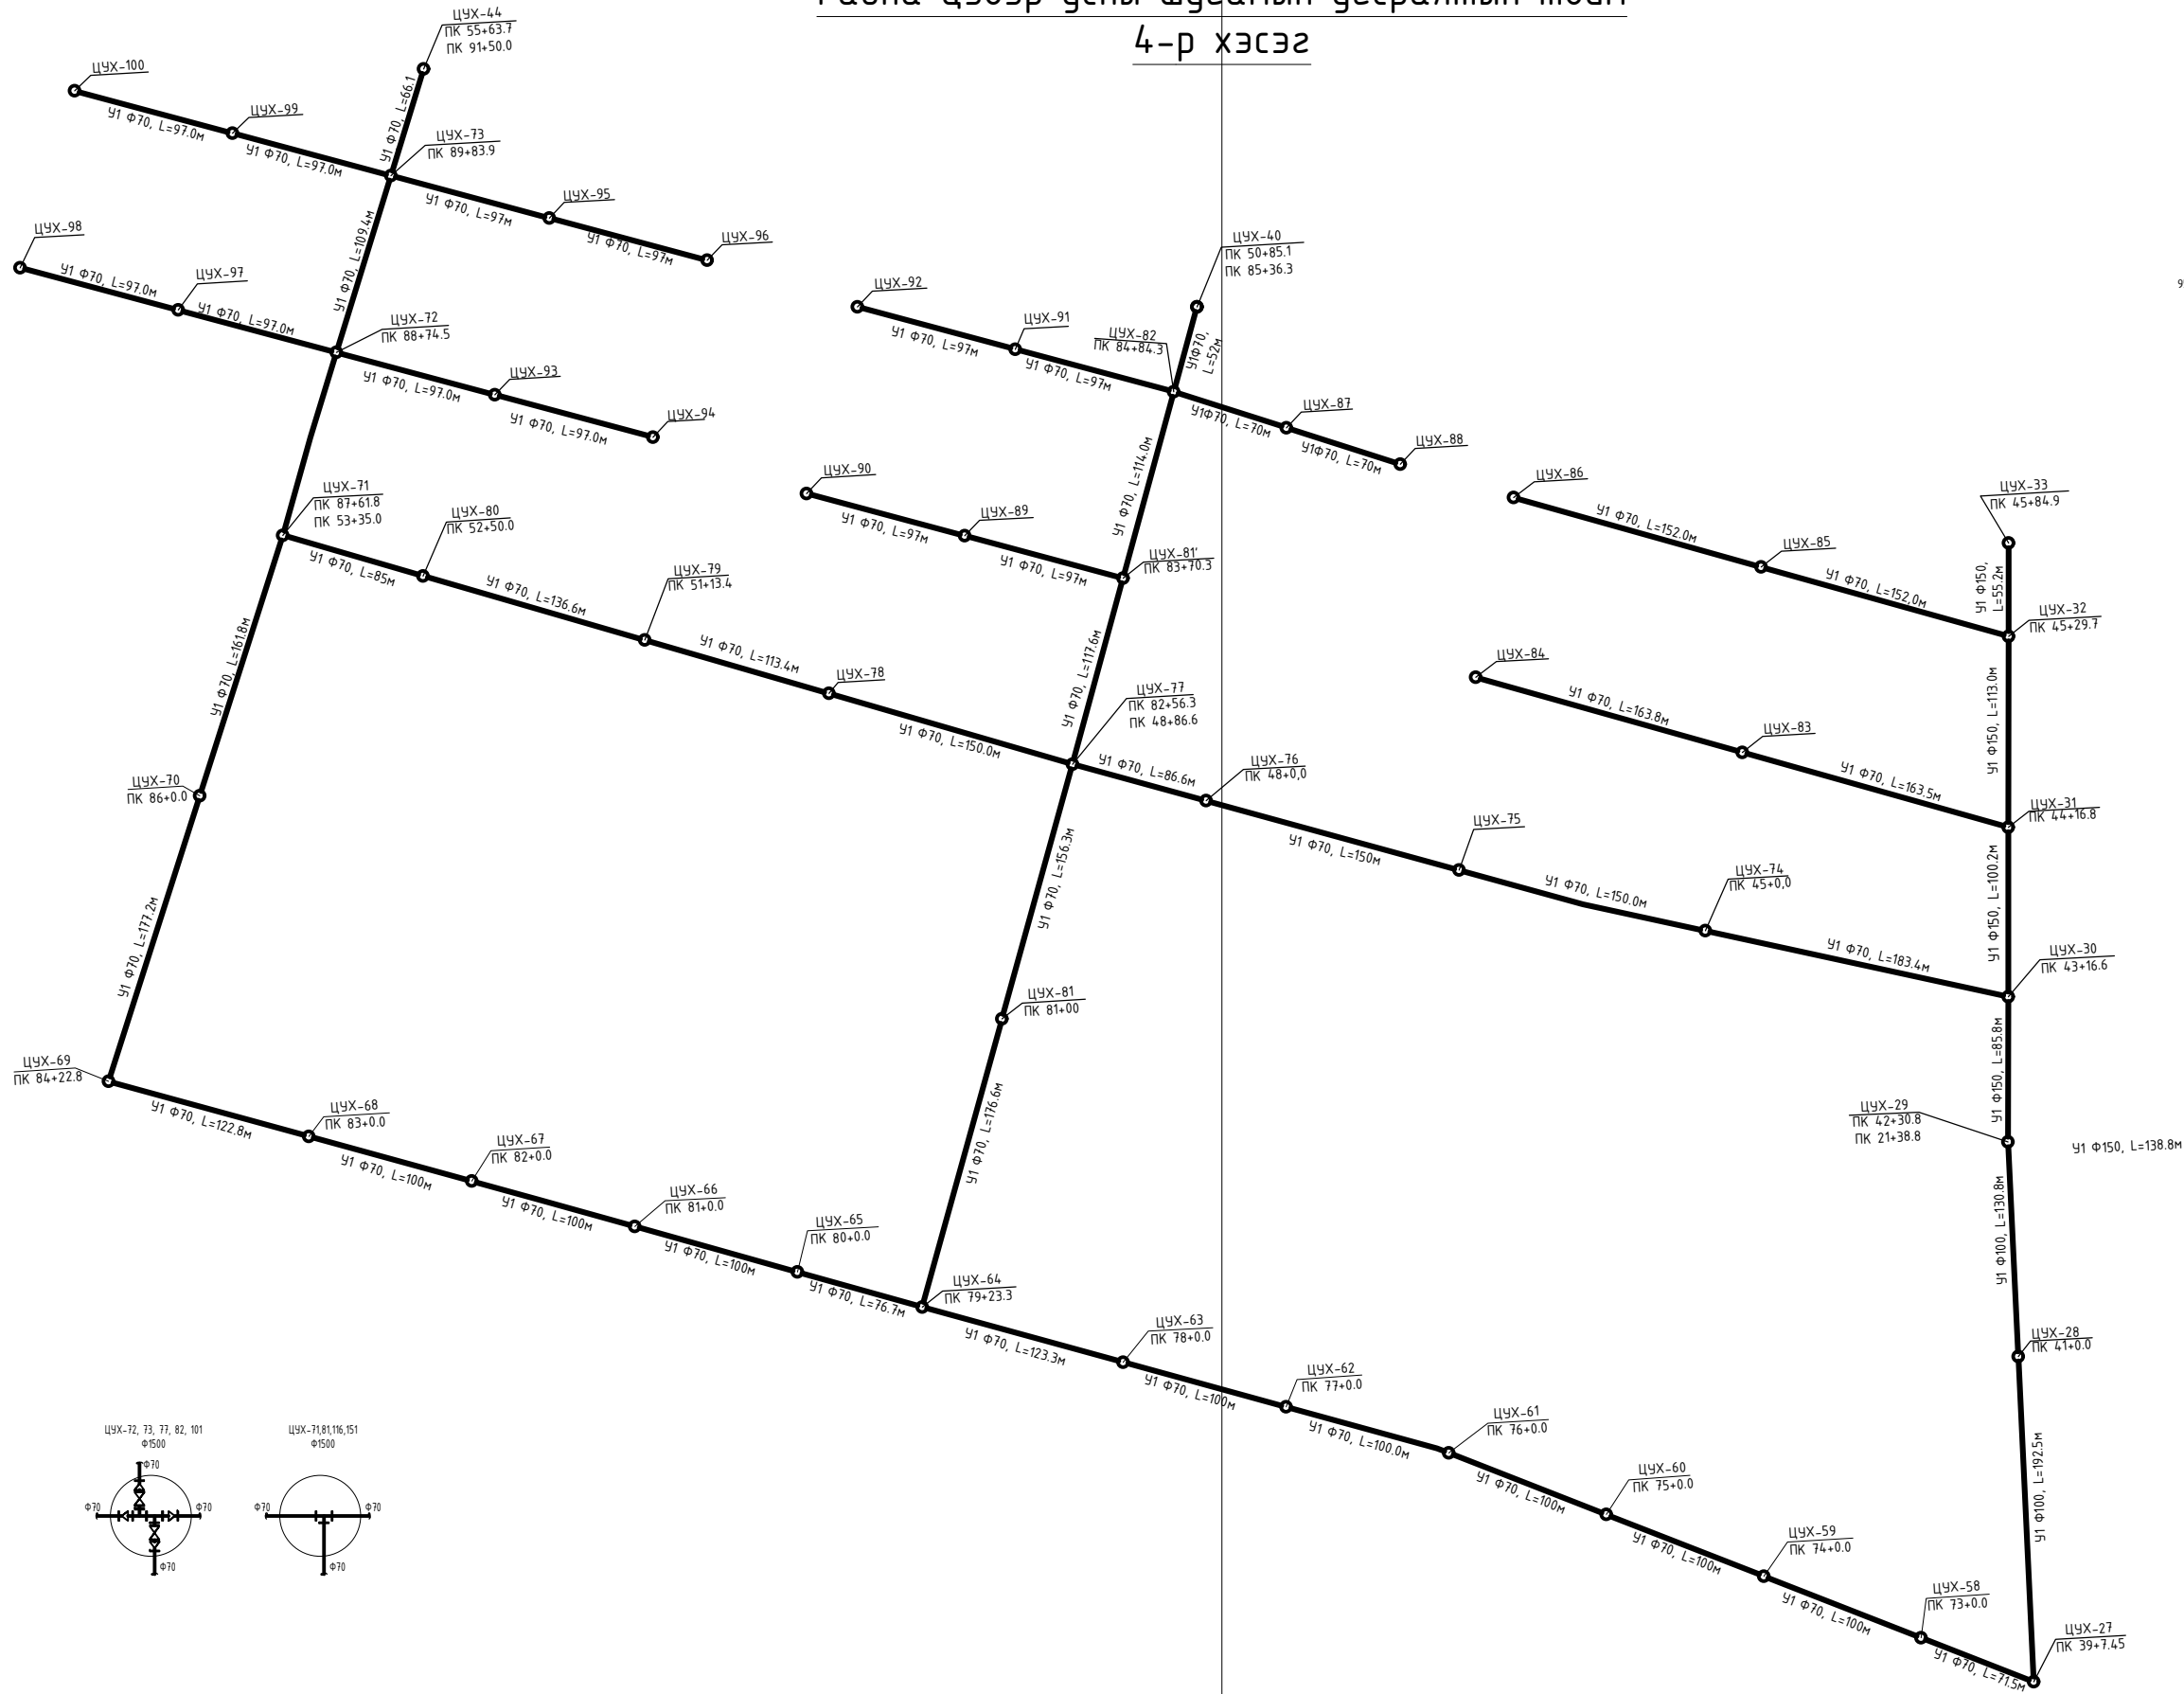 4-р хэсэг
ЦУХ-44
ПК 55+63.7
ПК 91+50.0
ЦУХ-100
У1 Ф70, L=97.0м
ЦУХ-99
У1 Ф70, L=97.0м
У1 Ф70, L=66.1
ЦУХ-73
ПК 89+83.9
У1 Ф70, L=97м
ЦУХ-95
У1 Ф70, L=97м
ЦУХ-96
У1 Ф70, L=109.4м
ЦУХ-98
У1 Ф70, L=97.0м
ЦУХ-97
У1 Ф70, L=97.0м
ЦУХ-72
ПК 88+74.5
У1 Ф70, L=97.0м
ЦУХ-93
У1 Ф70, L=97.0м
ЦУХ-94
ЦУХ-40
ПК 50+85.1
ПК 85+36.3
ЦУХ-92
У1 Ф70, L=97м
ЦУХ-91
У1 Ф70, L=97м
ЦУХ-82
ПК 84+84.3
У1Ф70,
L=52м
У1Ф70, L=70м
ЦУХ-87
У1Ф70, L=70м
ЦУХ-88
У1 Ф70, L=114.0м
ЦУХ-90
У1 Ф70, L=97м
ЦУХ-89
У1 Ф70, L=97м
ЦУХ-81'
ПК 83+70.3
ЦУХ-86
У1 Ф70, L=152.0м
ЦУХ-85
У1 Ф70, L=152,0м
ЦУХ-33
ПК 45+84.9
У1 Ф150,
L=55.2м
ЦУХ-32
ПК 45+29.7
ЦУХ-71
ПК 87+61.8
ПК 53+35.0
У1 Ф70, L=85м
ЦУХ-80
ПК 52+50.0
У1 Ф70, L=136.6м
ЦУХ-79
ПК 51+13.4
У1 Ф70, L=113.4м
ЦУХ-78
У1 Ф70, L=150.0м
У1 Ф70, L=117.6м
ЦУХ-77
ПК 82+56.3
ПК 48+86.6
У1 Ф70, L=86.6м
ЦУХ-76
ПК 48+0,0
У1 Ф70, L=150м
ЦУХ-75
У1 Ф70, L=150.0м
ЦУХ-74
ПК 45+0,0
У1 Ф70, L=183.4м
ЦУХ-84
У1 Ф70, L=163.8м
ЦУХ-83
У1 Ф70, L=163.5м
У1 Ф150, L=113.0м
ЦУХ-31
ПК 44+16.8
У1 Ф150, L=100.2м
ЦУХ-30
ПК 43+16.6
У1 Ф150, L=85.8м
ЦУХ-29
ПК 42+30.8
ПК 21+38.8
У1 Ф150, L=138.8м
У1 Ф100, L=130.8м
ЦУХ-28
ПК 41+0.0
У1 Ф100, L=192.5м
ЦУХ-27
ПК 39+7.45
У1 Ф70, L=161.8м
ЦУХ-70
ПК 86+0.0
У1 Ф70, L=177.2м
ЦУХ-69
ПК 84+22.8
У1 Ф70, L=122.8м
ЦУХ-68
ПК 83+0.0
У1 Ф70, L=100м
ЦУХ-67
ПК 82+0.0
У1 Ф70, L=100м
ЦУХ-66
ПК 81+0.0
У1 Ф70, L=100м
ЦУХ-65
ПК 80+0.0
У1 Ф70, L=76.7м
У1 Ф70, L=156.3м
ЦУХ-81
ПК 81+00
У1 Ф70, L=176.6м
ЦУХ-64
ПК 79+23.3
У1 Ф70, L=123.3м
ЦУХ-63
ПК 78+0.0
У1 Ф70, L=100м
ЦУХ-62
ПК 77+0.0
У1 Ф70, L=100.0м
ЦУХ-61
ПК 76+0.0
У1 Ф70, L=100м
ЦУХ-60
ПК 75+0.0
У1 Ф70, L=100м
ЦУХ-59
ПК 74+0.0
У1 Ф70, L=100м
ЦУХ-58
ПК 73+0.0
У1 Ф70, L=71.5м
ЦУХ-72, 73, 77, 82, 101
Ф1500
Ф70
Ф70
Ф70
Ф70
ЦУХ-71,81,116,151
Ф1500
Ф70
Ф70
Ф70